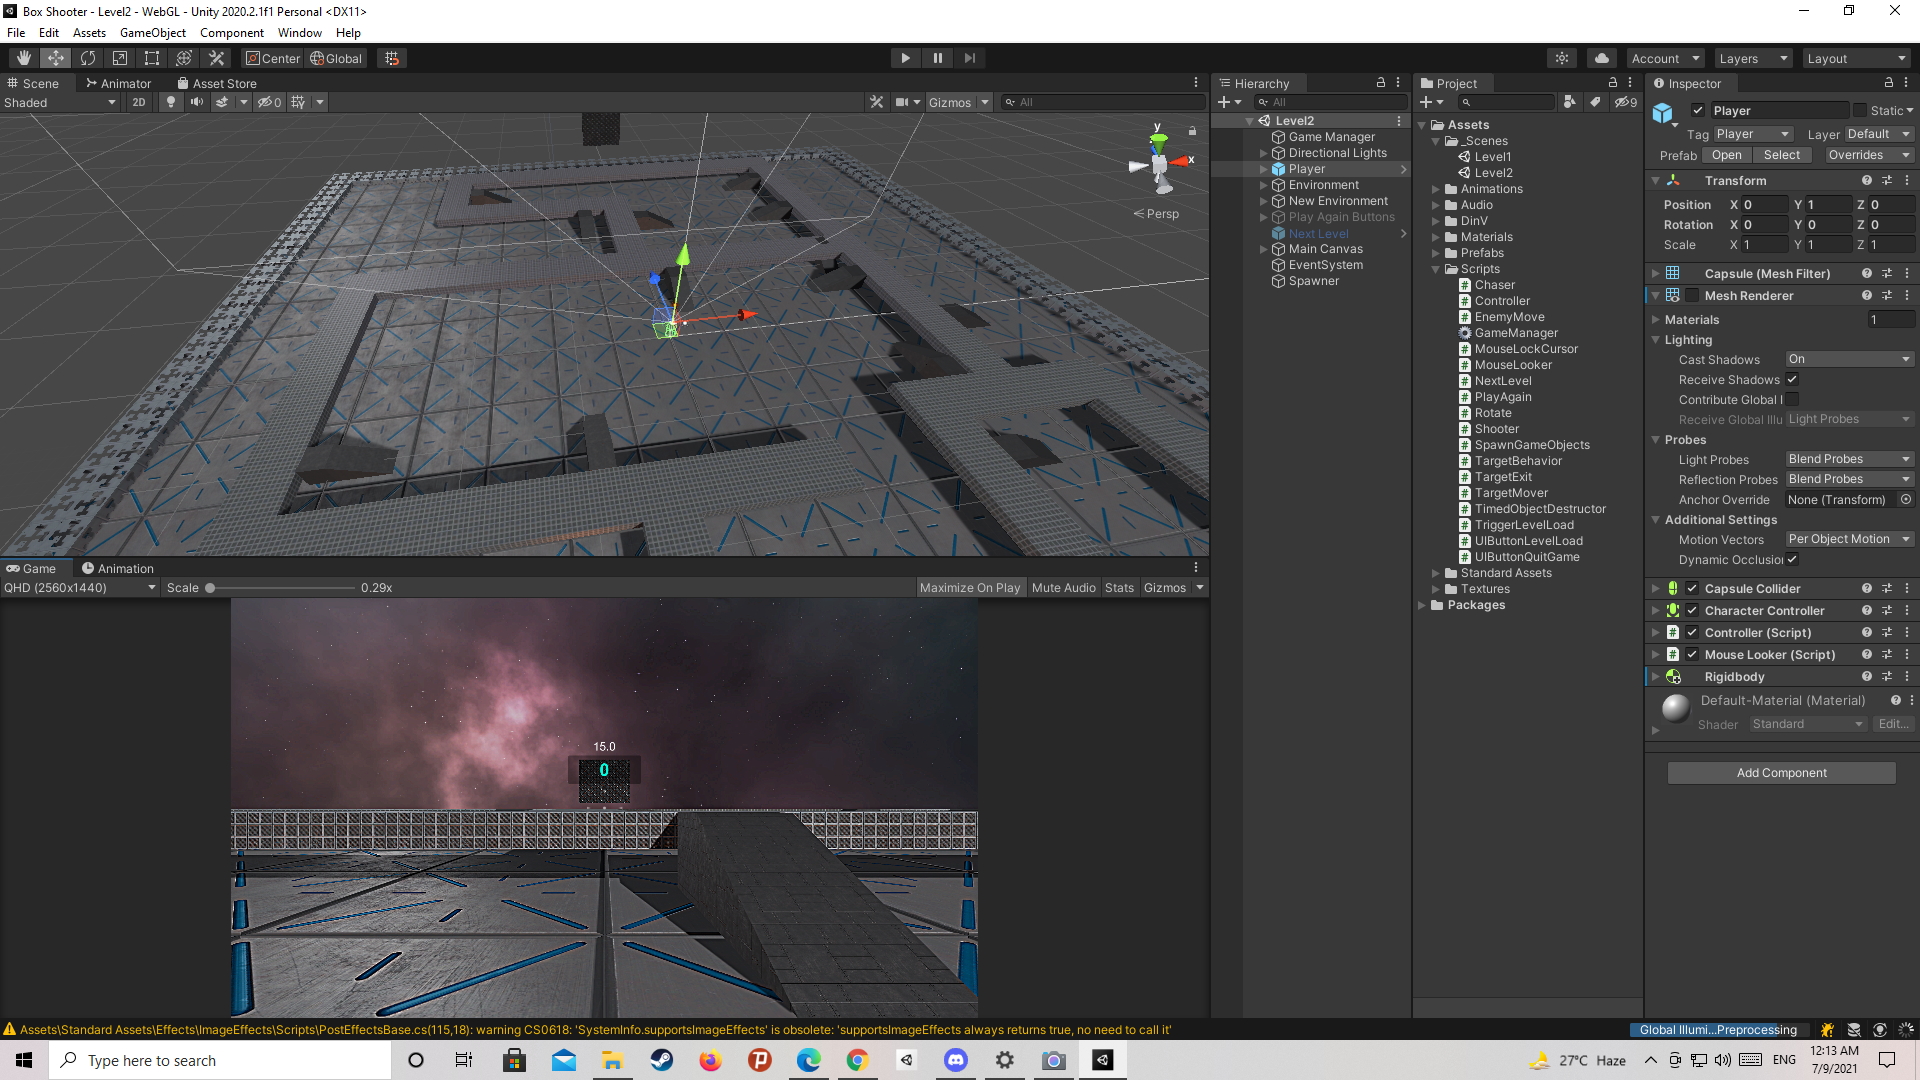 Box Shooter - Level2 - WebGL - Unity 2020.2.1f1 Personal <DX11>
File Edit Assets GameObject Component Window Help
Center Global Account Layers Layout
Scene Animator Asset Store
Shaded 2D 0 Gizmos All
y
x
Persp
Game Animation
QHD (2560x1440) Scale 0.29x Maximize On Play Mute Audio Stats Gizmos
15.0
0
Hierarchy
All
Level2
Game Manager
Directional Lights
Player
Environment
New Environment
Play Again Buttons
Next Level
Main Canvas
EventSystem
Spawner
Project
9
Assets
_Scenes
Level1
Level2
Animations
Audio
DinV
Materials
Prefabs
Scripts
Chaser
Controller
EnemyMove
GameManager
MouseLockCursor
MouseLooker
NextLevel
PlayAgain
Rotate
Shooter
SpawnGameObjects
TargetBehavior
TargetExit
TargetMover
TimedObjectDestructor
TriggerLevelLoad
UIButtonLevelLoad
UIButtonQuitGame
Standard Assets
Textures
Packages
Inspector
Player Static
Tag Player Layer Default
Prefab Open Select Overrides
Transform
Position X 0 Y 1 Z 0
Rotation X 0 Y 0 Z 0
Scale X 1 Y 1 Z 1
Capsule (Mesh Filter)
Mesh Renderer
Materials 1
Lighting
Cast Shadows On
Receive Shadows
Contribute Global I
Receive Global Illu Light Probes
Probes
Light Probes Blend Probes
Reflection Probes Blend Probes
Anchor Override None (Transform)
Additional Settings
Motion Vectors Per Object Motion
Dynamic Occlusion
Capsule Collider
Character Controller
Controller (Script)
Mouse Looker (Script)
Rigidbody
Default-Material (Material)
Shader Standard Edit...
Add Component
Assets\Standard Assets\Effects\ImageEffects\Scripts\PostEffectsBase.cs(115,18): warning CS0618: 'SystemInfo.supportsImageEffects' is obsolete: 'supportsImageEffects always returns true, no need to call it'
Global Illumi...Preprocessing
Type here to search
27°C Haze ENG 12:13 AM
7/9/2021